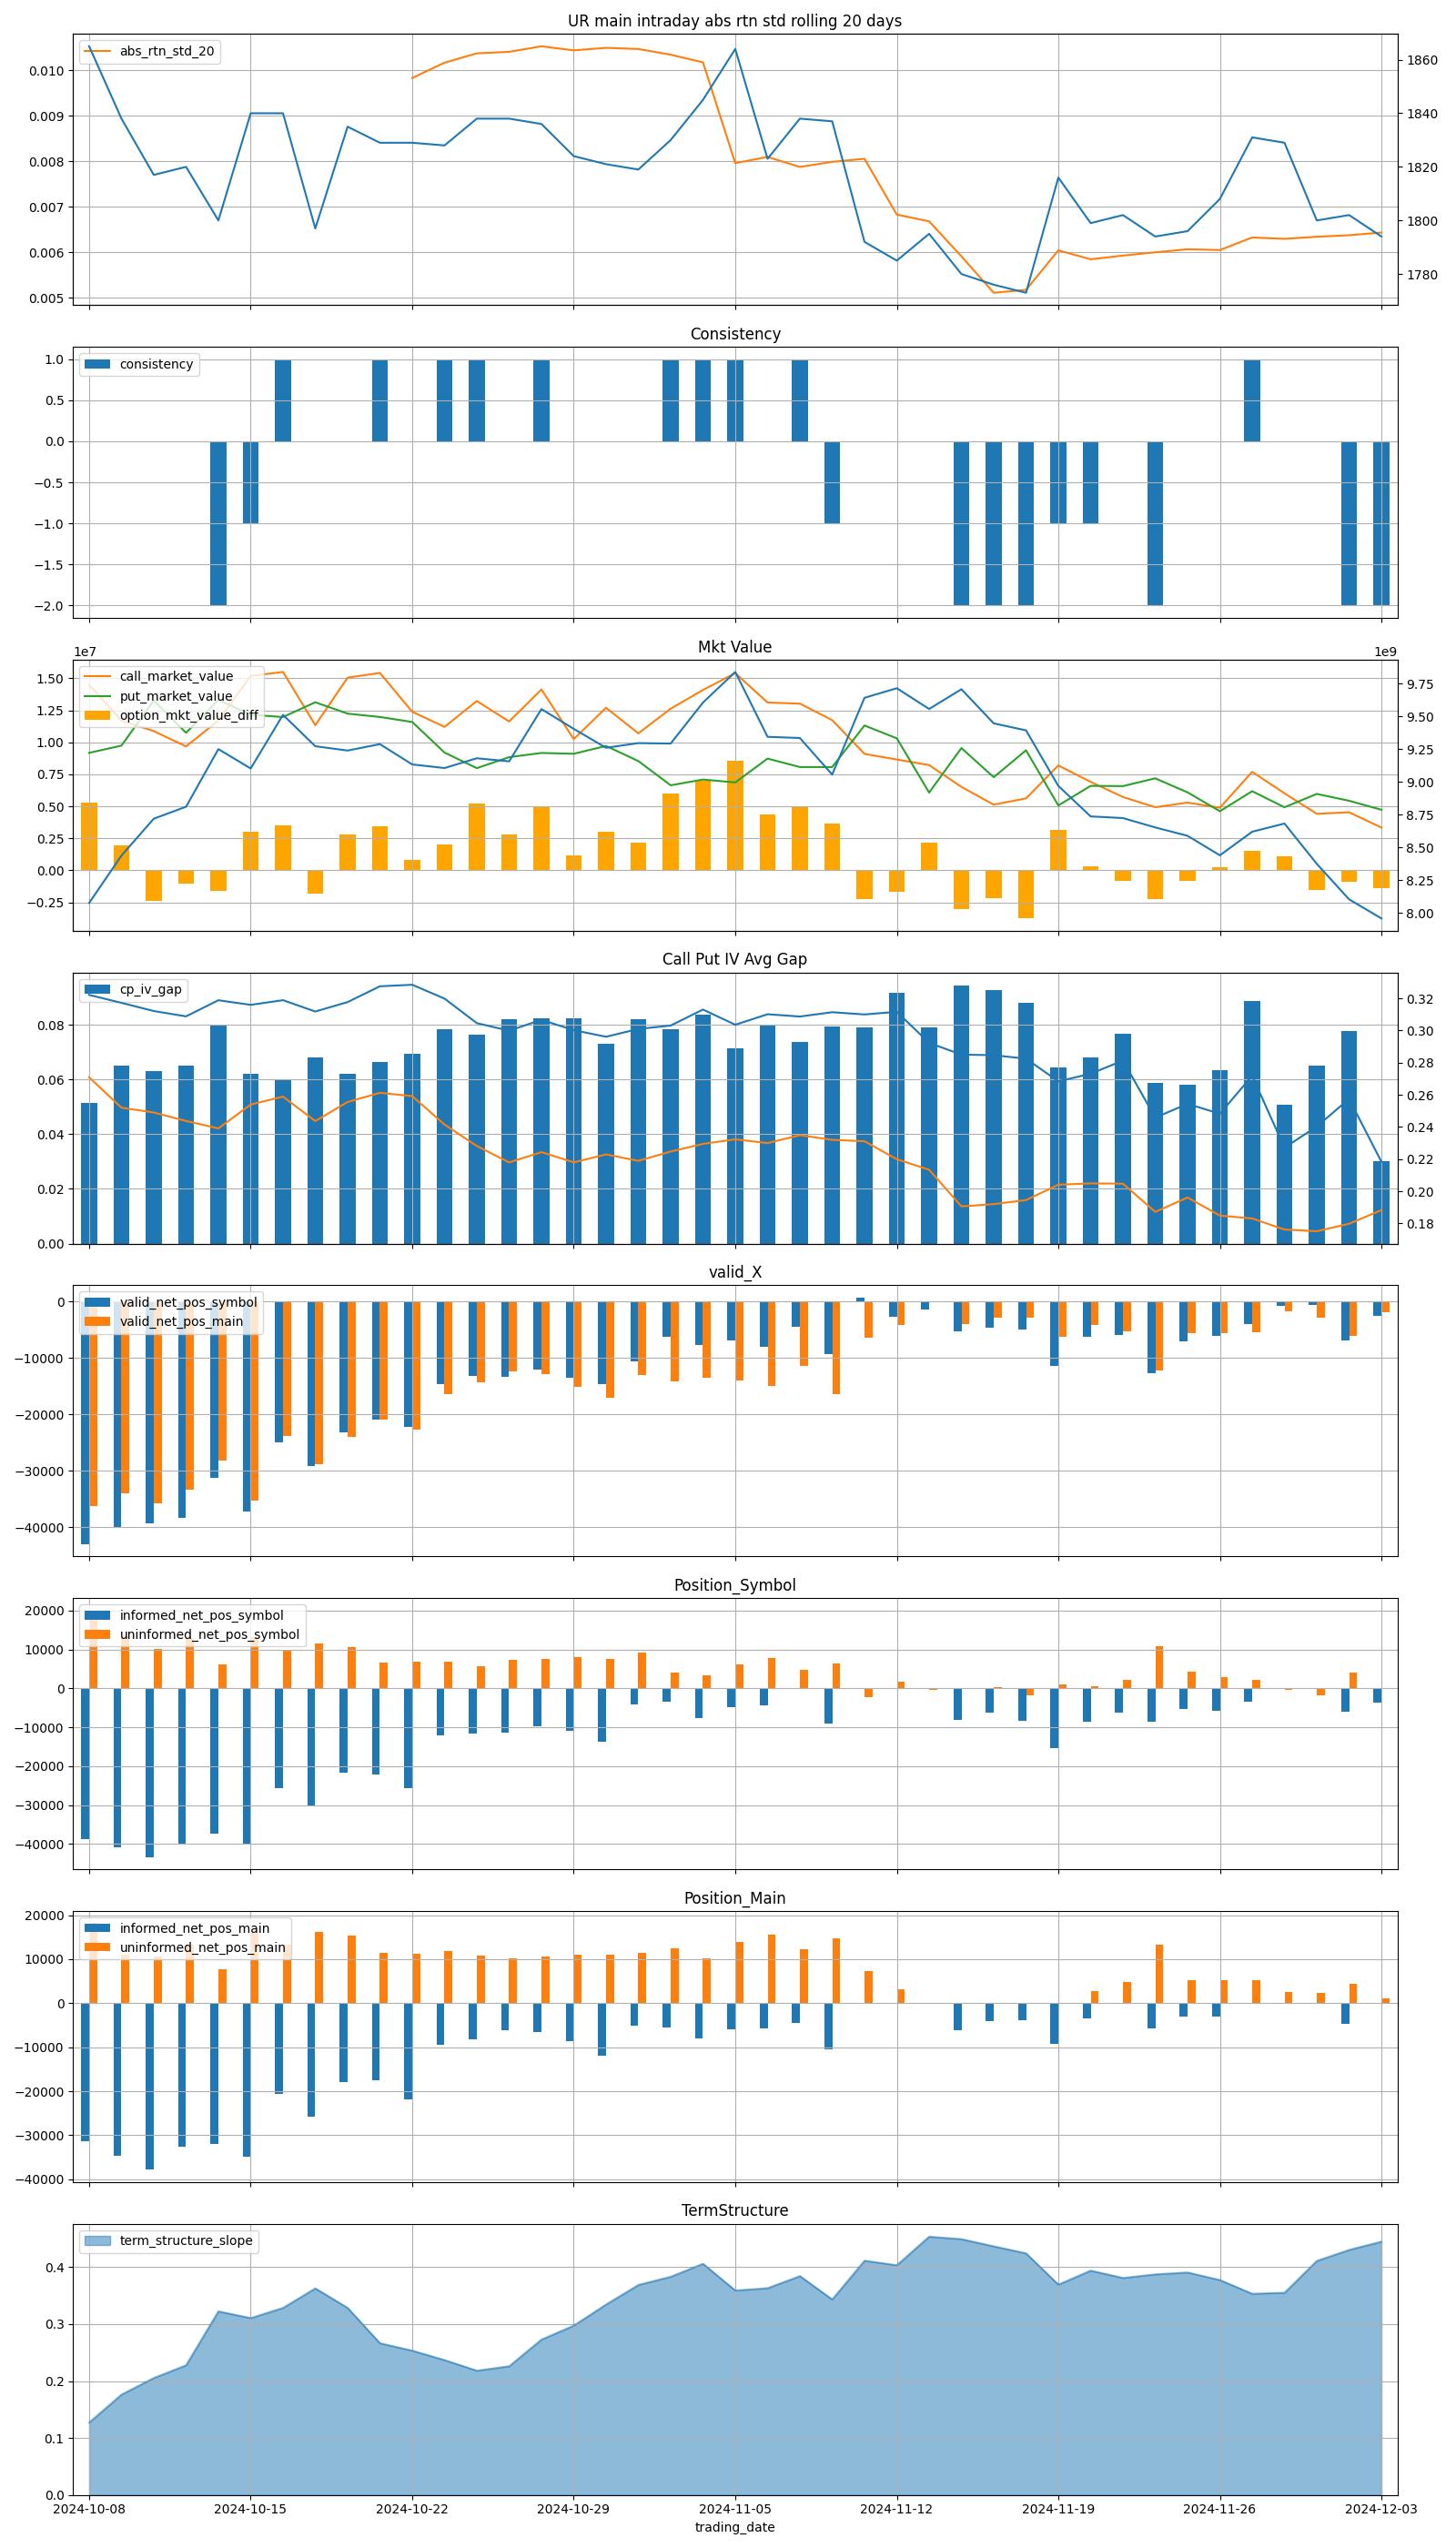 UR main intraday abs rtn std rolling 20 days
abs_rtn_std_20
0.010
0.009
0.008
0.007
0.006
0.005
1860
1840
1820
1800
1780
Consistency
consistency
1.0
0.5
0.0
−0.5
−1.0
−1.5
−2.0
Mkt Value
1e7
1e9
call_market_value
put_market_value
option_mkt_value_diff
1.50
1.25
1.00
0.75
0.50
0.25
0.00
−0.25
9.75
9.50
9.25
9.00
8.75
8.50
8.25
8.00
Call Put IV Avg Gap
cp_iv_gap
0.08
0.06
0.04
0.02
0.00
0.32
0.30
0.28
0.26
0.24
0.22
0.20
0.18
valid_X
valid_net_pos_symbol
valid_net_pos_main
0
−10000
−20000
−30000
−40000
Position_Symbol
informed_net_pos_symbol
uninformed_net_pos_symbol
20000
10000
0
−10000
−20000
−30000
−40000
Position_Main
informed_net_pos_main
uninformed_net_pos_main
20000
10000
0
−10000
−20000
−30000
−40000
TermStructure
term_structure_slope
0.4
0.3
0.2
0.1
0.0
2024-10-08 2024-10-15 2024-10-22 2024-10-29 2024-11-05 2024-11-12 2024-11-19 2024-11-26 2024-12-03
trading_date